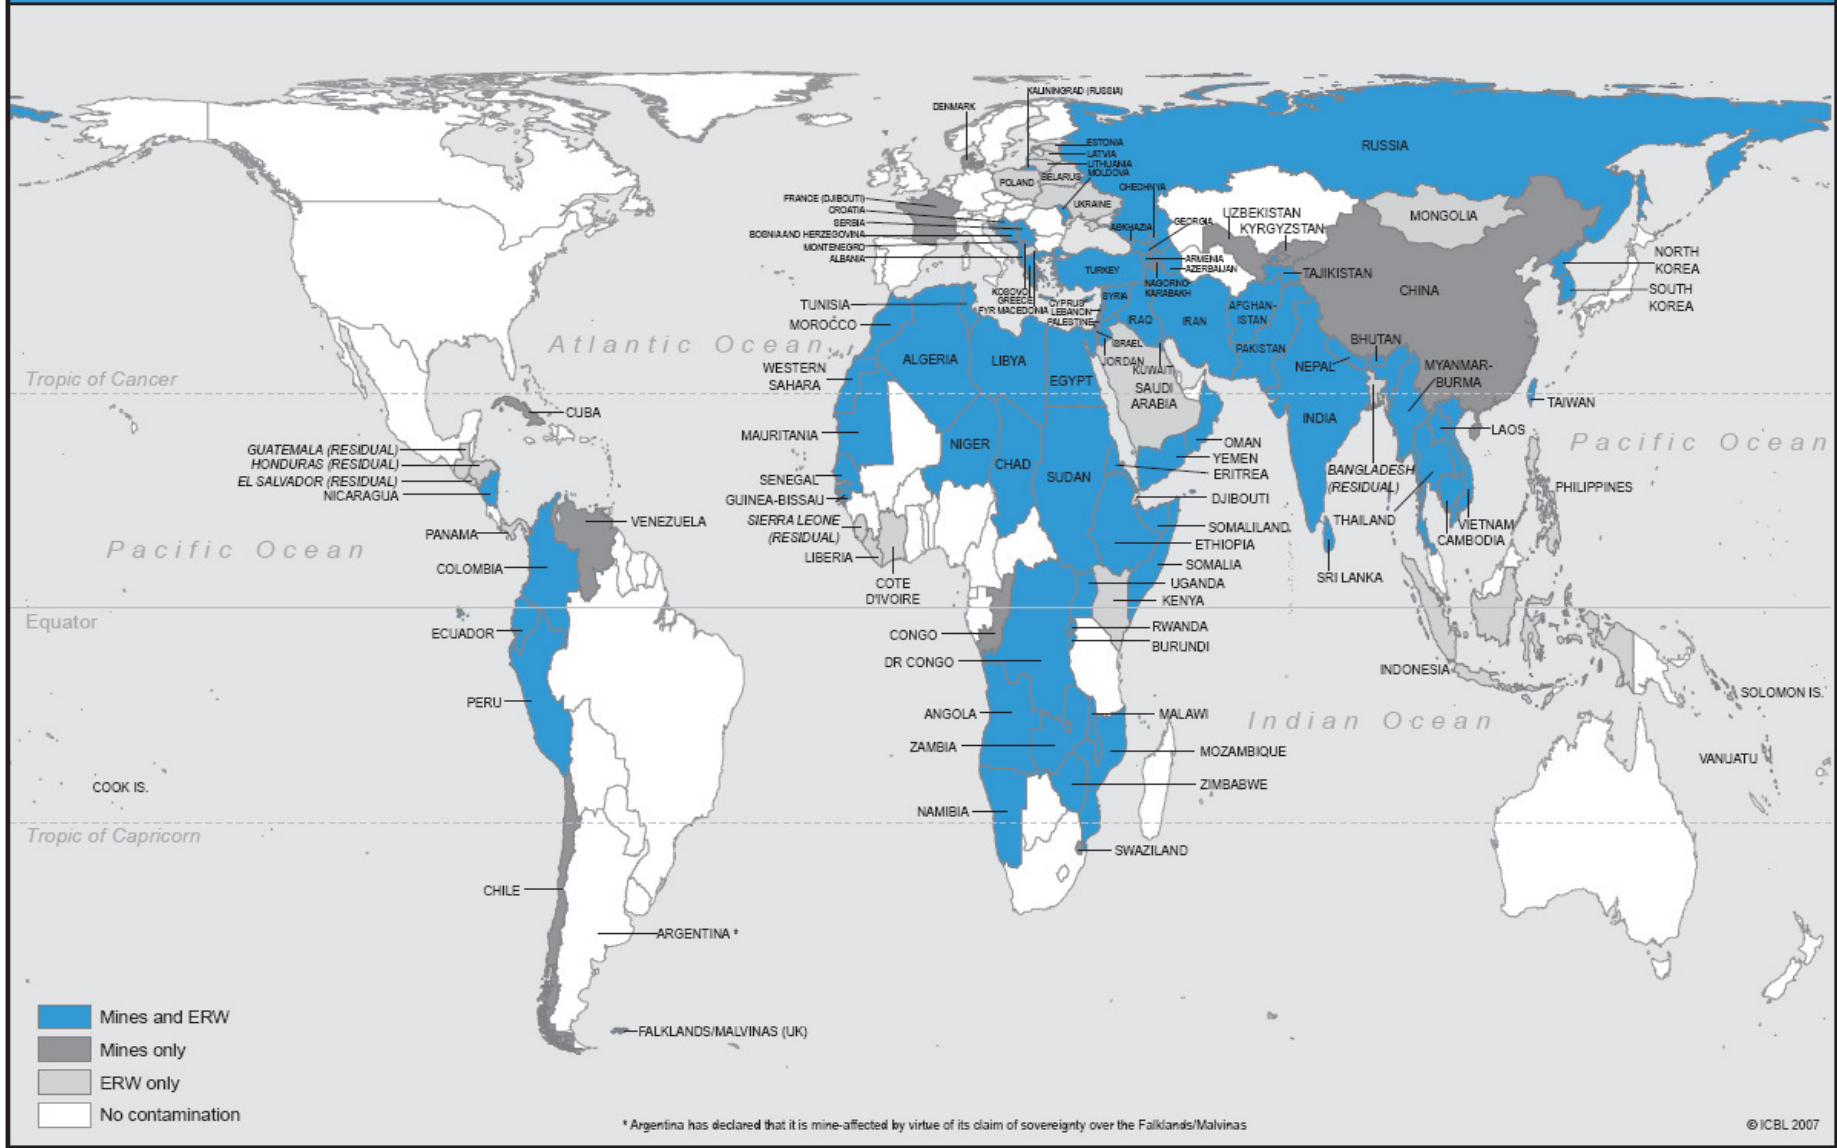 KALININGRAD (RUSSIA)
DENMARK
ESTONIA
LATVIA
LITHUANIA
MOLDOVA
RUSSIA
BELARUS
POLAND
CHECHNYA
FRANCE (DJIBOUTI)
CROATIA
SERBIA
BOSNIA AND HERZEGOVINA
MONTENEGRO
ALBANIA
UKRAINE
ABKHAZIA
GEORGIA
UZBEKISTAN
KYRGYZSTAN
MONGOLIA
NORTH
KOREA
SOUTH
KOREA
ARMENIA
AZERBAIJAN
TURKEY
NAGORNO-
KARABAKH
TAJIKISTAN
CHINA
KOSOVO
GREECE
FYR MACEDONIA
CYPRUS
LEBANON
PALESTINE
SYRIA
IRAQ
IRAN
AFGHAN-
ISTAN
PAKISTAN
TUNISIA
MOROCCO
Atlantic Ocean
ALGERIA
LIBYA
EGYPT
ISRAEL
JORDAN
KUWAIT
SAUDI
ARABIA
NEPAL
BHUTAN
MYANMAR-
BURMA
WESTERN
SAHARA
Tropic of Cancer
CUBA
INDIA
TAIWAN
LAOS
Pacific Ocean
MAURITANIA
NIGER
CHAD
SUDAN
OMAN
YEMEN
ERITREA
DJIBOUTI
BANGLADESH
(RESIDUAL)
PHILIPPINES
GUATEMALA (RESIDUAL)
HONDURAS (RESIDUAL)
EL SALVADOR (RESIDUAL)
NICARAGUA
SENEGAL
GUINEA-BISSAU
SIERRA LEONE
(RESIDUAL)
LIBERIA
COTE
D'IVOIRE
PANAMA
VENEZUELA
Pacific Ocean
COLOMBIA
SOMALILAND
ETHIOPIA
SOMALIA
UGANDA
KENYA
THAILAND
VIETNAM
CAMBODIA
SRI LANKA
Equator
ECUADOR
CONGO
DR CONGO
RWANDA
BURUNDI
INDONESIA
SOLOMON IS.
PERU
ANGOLA
ZAMBIA
MALAWI
Indian Ocean
MOZAMBIQUE
VANUATU
COOK IS.
NAMIBIA
ZIMBABWE
Tropic of Capricorn
SWAZILAND
CHILE
ARGENTINA *
FALKLANDS/MALVINAS (UK)
Mines and ERW
Mines only
ERW only
No contamination
* Argentina has declared that it is mine-affected by virtue of its claim of sovereignty over the Falklands/Malvinas
© ICBL 2007